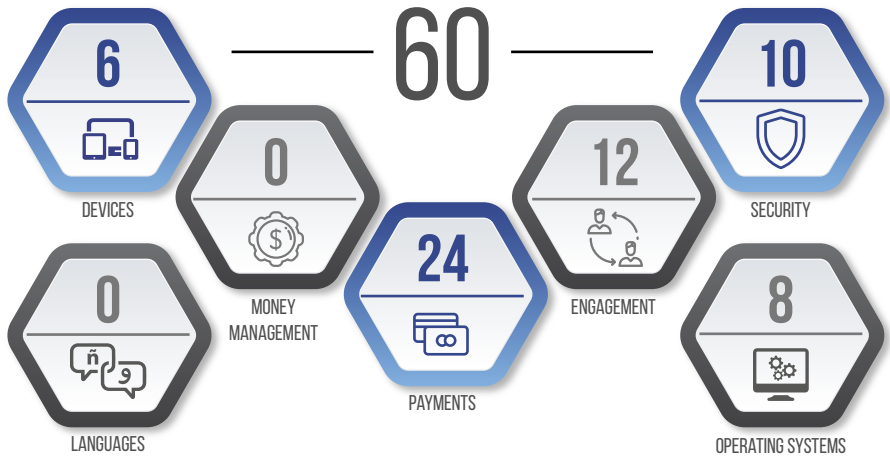 60
6
DEVICES
0
MONEY
MANAGEMENT
24
PAYMENTS
12
ENGAGEMENT
10
SECURITY
0
ñ
و
LANGUAGES
8
OPERATING SYSTEMS